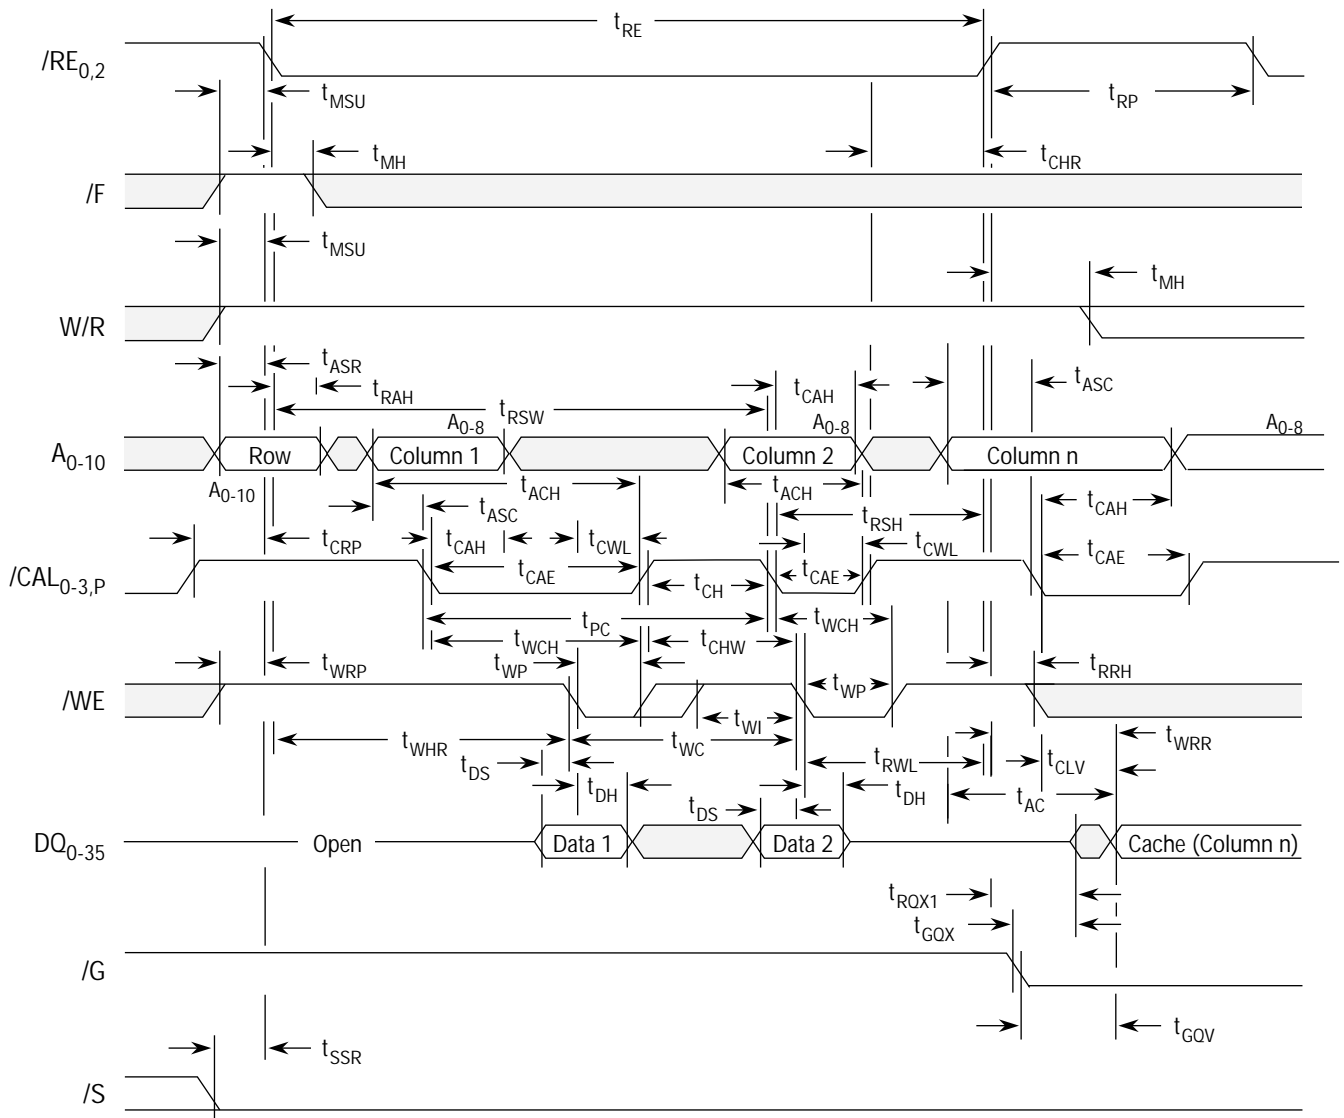 tRE
/RE0,2
tMSU
tRP
tMH
tCHR
/F
tMSU
tMH
W/R
tASR
tASC
tRAH
tCAH
tRSW
A0-8
A0-8
A0-8
A0-10
Row
Column 1
Column 2
Column n
A0-10
tACH
tACH
tASC
tRSH
tCAH
tCRP
tCAH
tCWL
tCWL
/CAL0-3,P
tCAE
tCH
tCAE
tCAE
tPC
tWCH
tWCH
tCHW
tWRP
tWP
tWP
tRRH
/WE
tWI
tWHR
tWC
tRWL
tWRR
tDS
tCLV
tDH
tDS
tDH
tAC
DQ0-35
Open
Data 1
Data 2
Cache (Column n)
tRQX1
tGQX
/G
tGQV
tSSR
/S